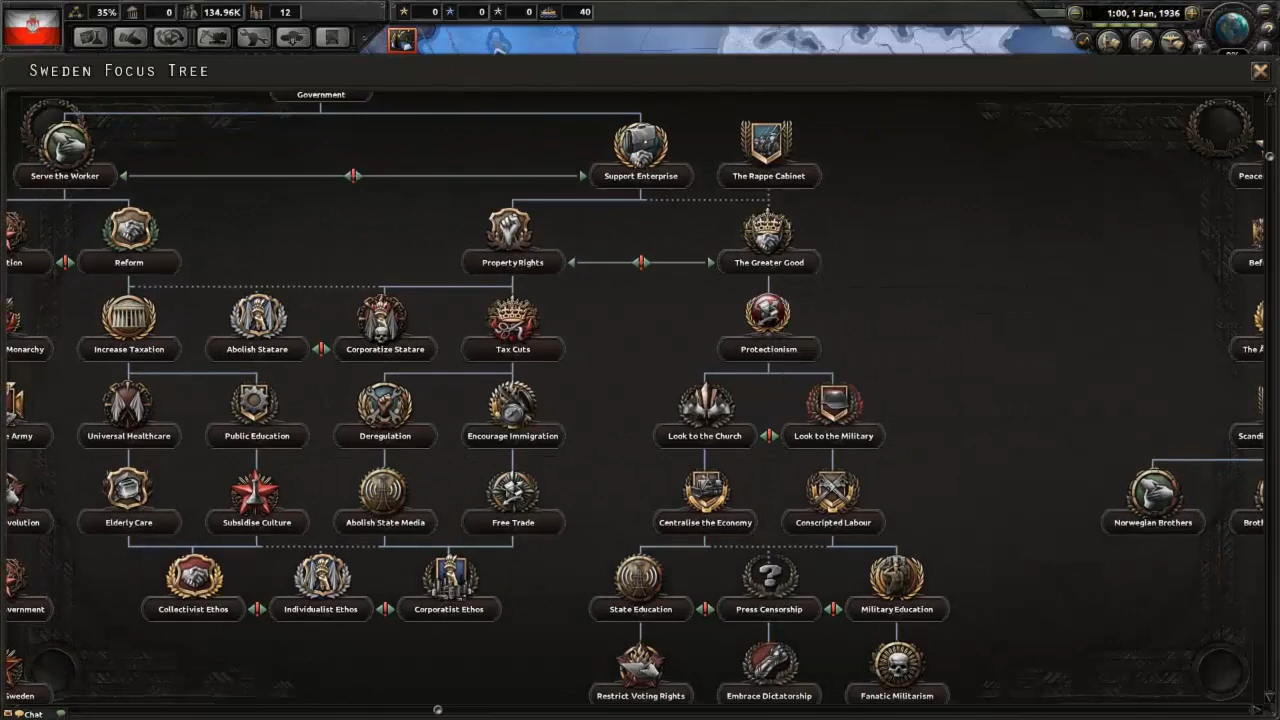 35% 0 134.96K 12 0 0 0 40 1:00, 1 Jan, 1936
Sweden Focus Tree
Government
Serve the Worker Support Enterprise The Rappe Cabinet Peace
tion Reform Property Rights The Greater Good Bef
Monarchy Increase Taxation Abolish Statare Corporatize Statare Tax Cuts Protectionism The A
e Army Universal Healthcare Public Education Deregulation Encourage Immigration Look to the Church Look to the Military Scandi
volution Elderly Care Subsidise Culture Abolish State Media Free Trade Centralise the Economy Conscripted Labour Norwegian Brothers Broth
vernment Collectivist Ethos Individualist Ethos Corporatist Ethos State Education Press Censorship Military Education
Sweden Restrict Voting Rights Embrace Dictatorship Fanatic Militarism
Chat